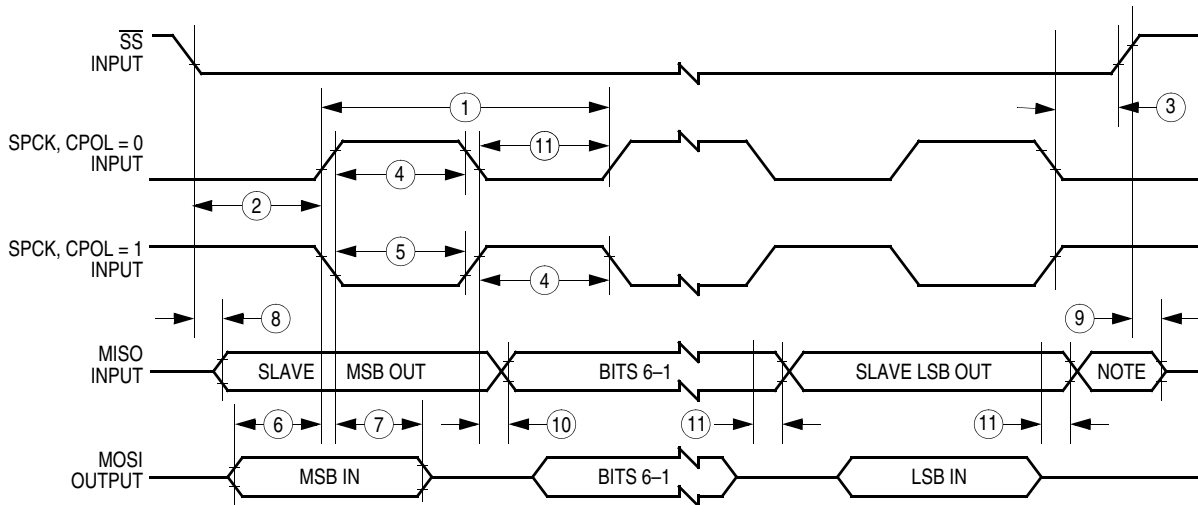 SS
INPUT
1
3
SPCK, CPOL = 0
INPUT
11
4
2
SPCK, CPOL = 1
INPUT
5
4
8
9
MISO
INPUT
SLAVE MSB OUT
BITS 6–1
SLAVE LSB OUT
NOTE
6
7
10
11
11
MOSI
OUTPUT
MSB IN
BITS 6–1
LSB IN